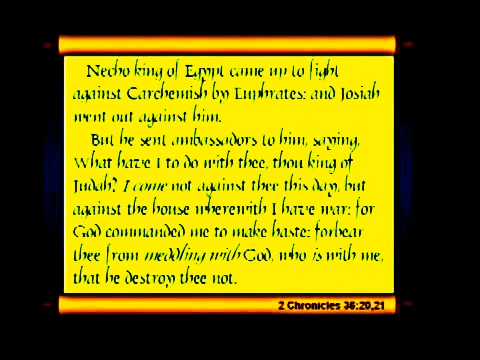 Necho king of Egypt came up to fight
against Carchemish by Euphrates: and Josiah
went out against him.
But he sent ambassadors to him, saying,
What have I to do with thee, thou king of
Judah? I come not against thee this day, but
against the house wherewith I have war: for
God commanded me to make haste: forbear
thee from meddling with God, who is with me,
that he destroy thee not.
2 Chronicles 35:20,21